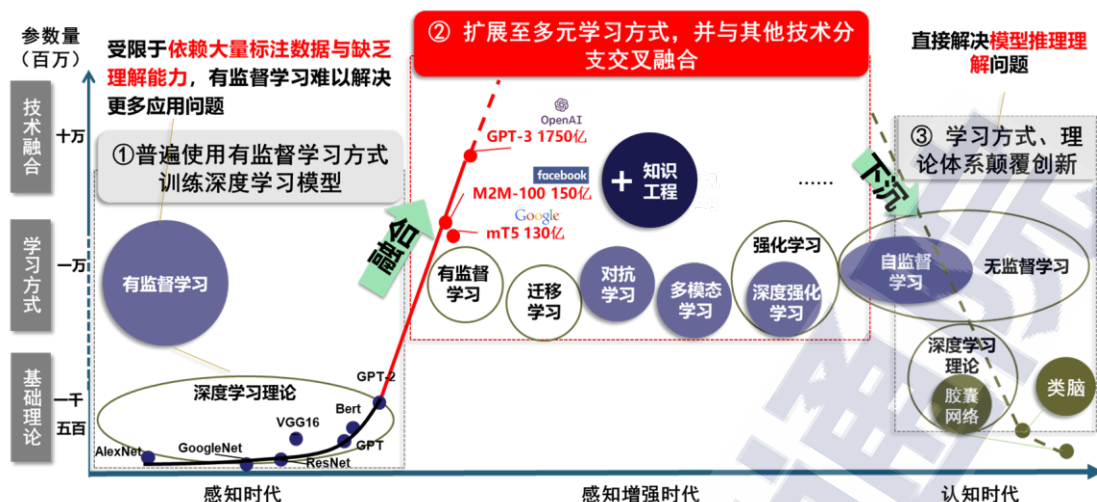 参数量
（百万）
受限于依赖大量标注数据与缺乏
理解能力，有监督学习难以解决
更多应用问题
② 扩展至多元学习方式，并与其他技术分
支交叉融合
直接解决模型推理理
解问题
技术融合
十万
①普遍使用有监督学习方式
训练深度学习模型
OpenAI
GPT-3 1750亿
facebook
M2M-100 150亿
Google
mT5 130亿
+ 知识
工程
......
下沉
③ 学习方式、理
论体系颠覆创新
融合
学习方式
一万
有监督学习
有监督
学习
迁移
学习
对抗
学习
多模态
学习
强化学习
深度强化
学习
自监督
学习
无监督学习
基础理论
一千
五百
深度学习理论
GPT-2
Bert
VGG16
GPT
GoogleNet
ResNet
AlexNet
深度学习
理论
胶囊
网络
类脑
感知时代
感知增强时代
认知时代